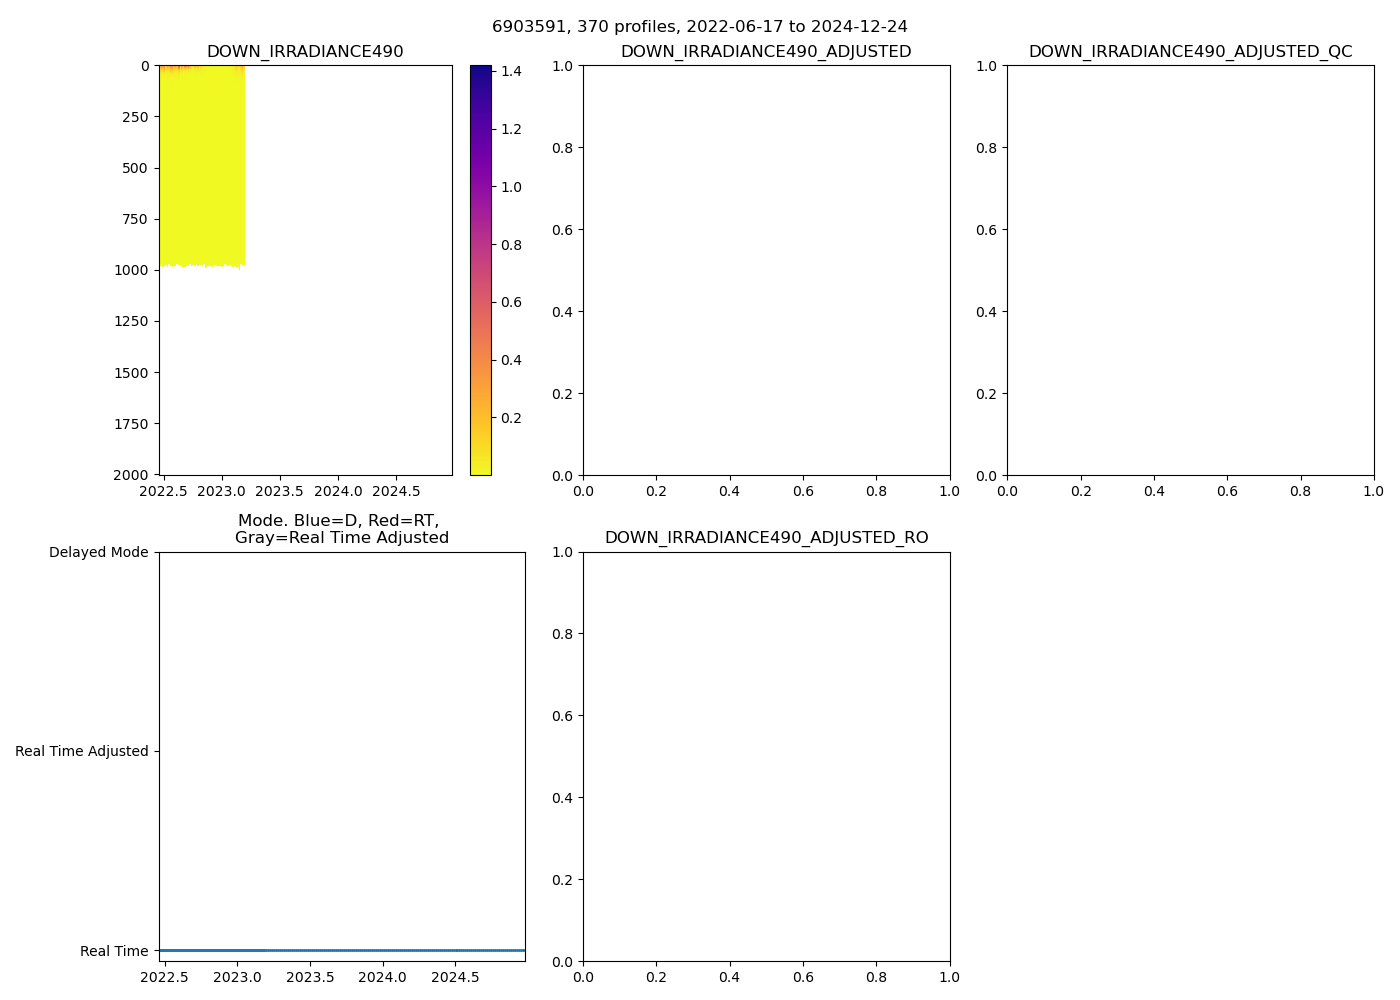 6903591, 370 profiles, 2022-06-17 to 2024-12-24
DOWN_IRRADIANCE490
0
250
500
750
1000
1250
1500
1750
2000
2022.5 2023.0 2023.5 2024.0 2024.5
1.4
1.2
1.0
0.8
0.6
0.4
0.2
DOWN_IRRADIANCE490_ADJUSTED
1.0
0.8
0.6
0.4
0.2
0.0
0.0 0.2 0.4 0.6 0.8 1.0
DOWN_IRRADIANCE490_ADJUSTED_QC
1.0
0.8
0.6
0.4
0.2
0.0
0.0 0.2 0.4 0.6 0.8 1.0
Mode. Blue=D, Red=RT,
Gray=Real Time Adjusted
Delayed Mode
Real Time Adjusted
Real Time
2022.5 2023.0 2023.5 2024.0 2024.5
DOWN_IRRADIANCE490_ADJUSTED_RO
1.0
0.8
0.6
0.4
0.2
0.0
0.0 0.2 0.4 0.6 0.8 1.0